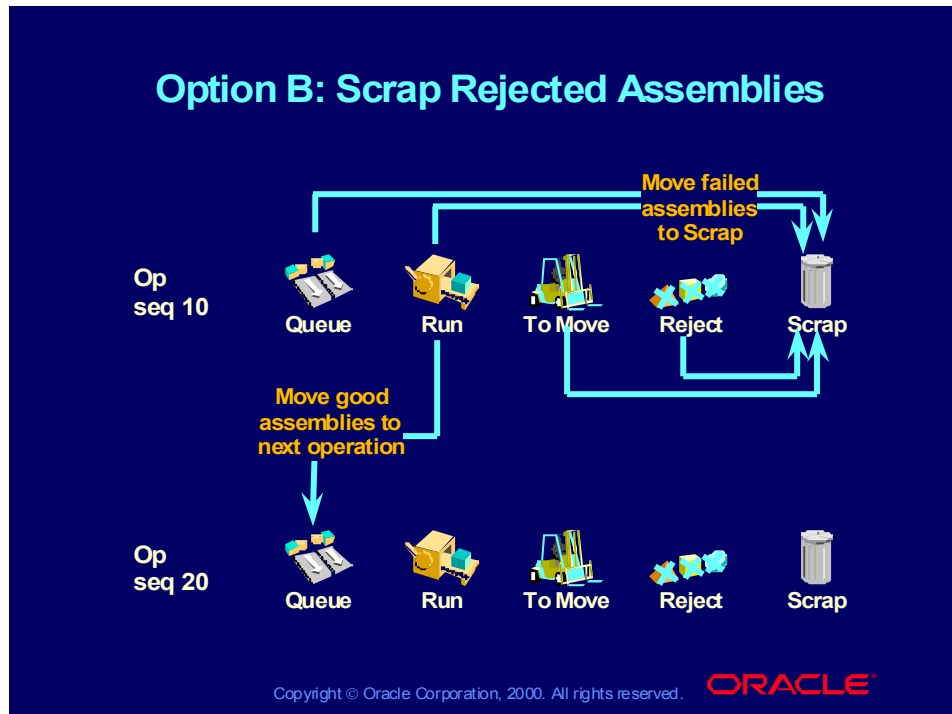 Option B: Scrap Rejected Assemblies
Move failed
assemblies
to Scrap
Op
seq 10
Queue
Run
To Move
Reject
Scrap
Move good
assemblies to
next operation
Op
seq 20
Queue
Run
To Move
Reject
Scrap
Copyright © Oracle Corporation, 2000. All rights reserved.
ORACLE®